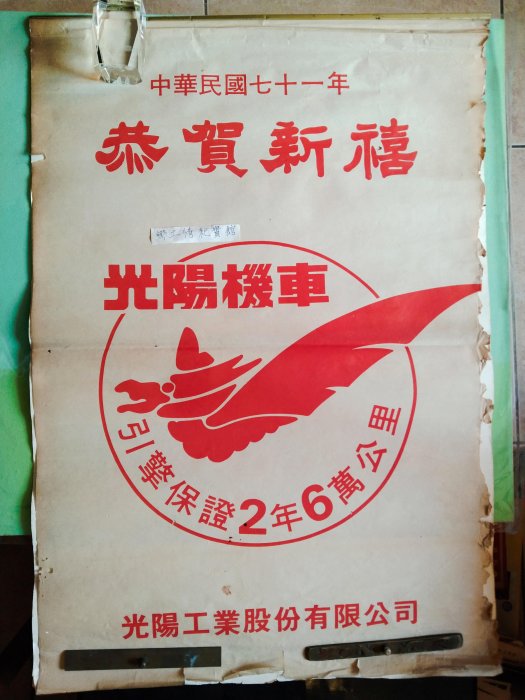 中華民國七十一年
恭賀新禧
光陽機車
引擎保證2年6萬公里
光陽工業股份有限公司